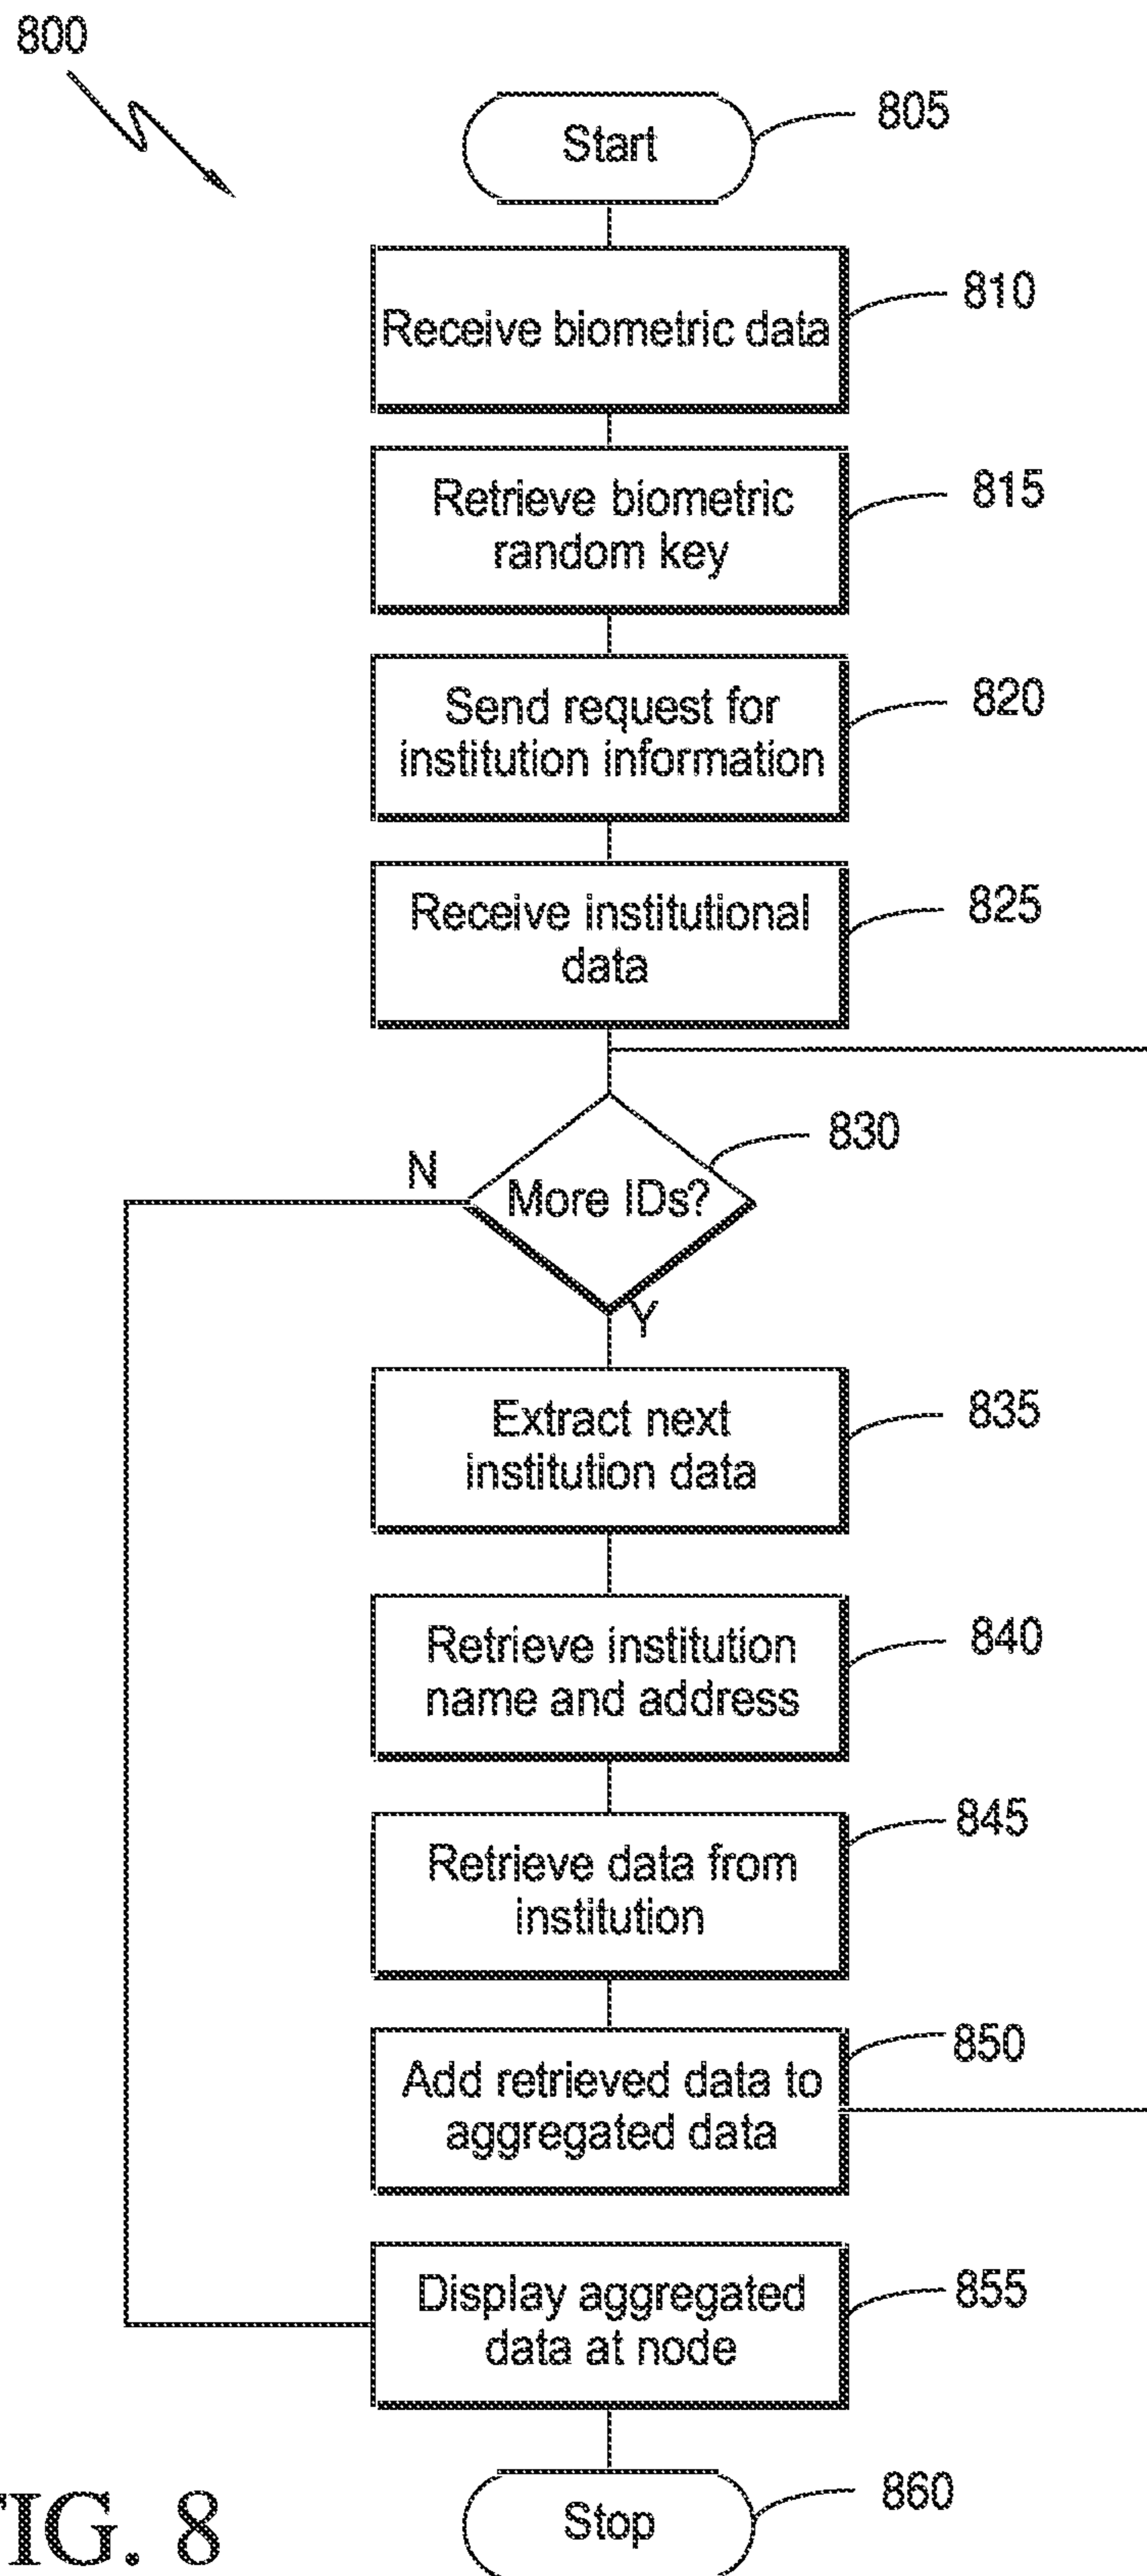 800
Start
805
Receive biometric data
810
Retrieve biometric
random key
815
Send request for
institution information
820
Receive institutional
data
825
More IDs?
830
N
Y
Extract next
institution data
835
Retrieve institution
name and address
840
Retrieve data from
institution
845
Add retrieved data to
aggregated data
850
Display aggregated
data at node
855
Stop
860
IG. 8